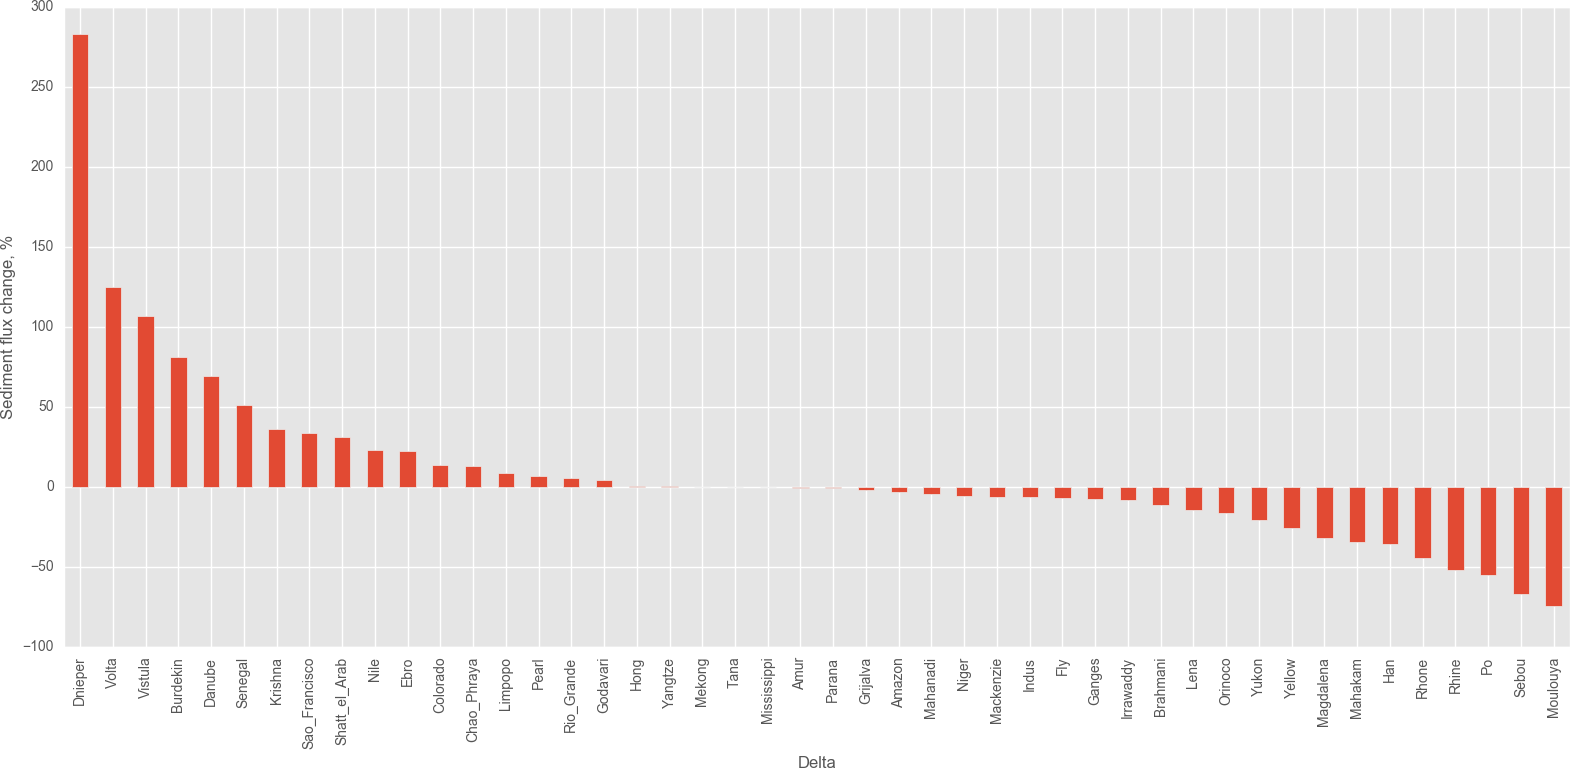 300
250
200
150
100
50
0
−50
−100
Sediment flux change, %
Dnieper
Volta
Vistula
Burdekin
Danube
Senegal
Krishna
Sao_Francisco
Shatt_el_Arab
Nile
Ebro
Colorado
Chao_Phraya
Limpopo
Pearl
Rio_Grande
Godavari
Hong
Yangtze
Mekong
Tana
Mississippi
Amur
Parana
Grijalva
Amazon
Mahanadi
Niger
Mackenzie
Indus
Fly
Ganges
Irrawaddy
Brahmani
Lena
Orinoco
Yukon
Yellow
Magdalena
Mahakam
Han
Rhone
Rhine
Po
Sebou
Moulouya
Delta